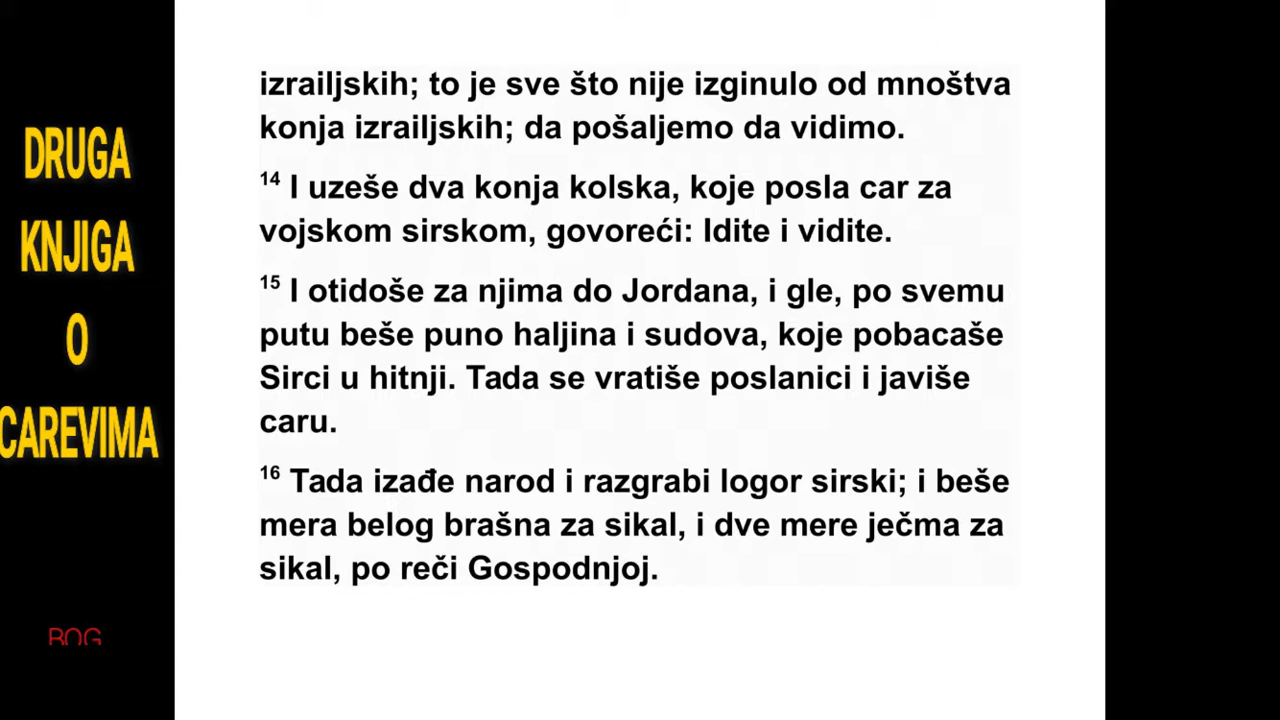 DRUGA
KNJIGA
O
CAREVIMA
BOG
izrailjskih; to je sve što nije izginulo od mnoštva
konja izrailjskih; da pošaljemo da vidimo.
14 I uzeše dva konja kolska, koje posla car za
vojskom sirskom, govoreći: Idite i vidite.
15 I otidoše za njima do Jordana, i gle, po svemu
putu beše puno haljina i sudova, koje pobacaše
Sirci u hitnji. Tada se vratiše poslanici i javiše
caru.
16 Tada izađe narod i razgrabi logor sirski; i beše
mera belog brašna za sikal, i dve mere ječma za
sikal, po reči Gospodnjoj.